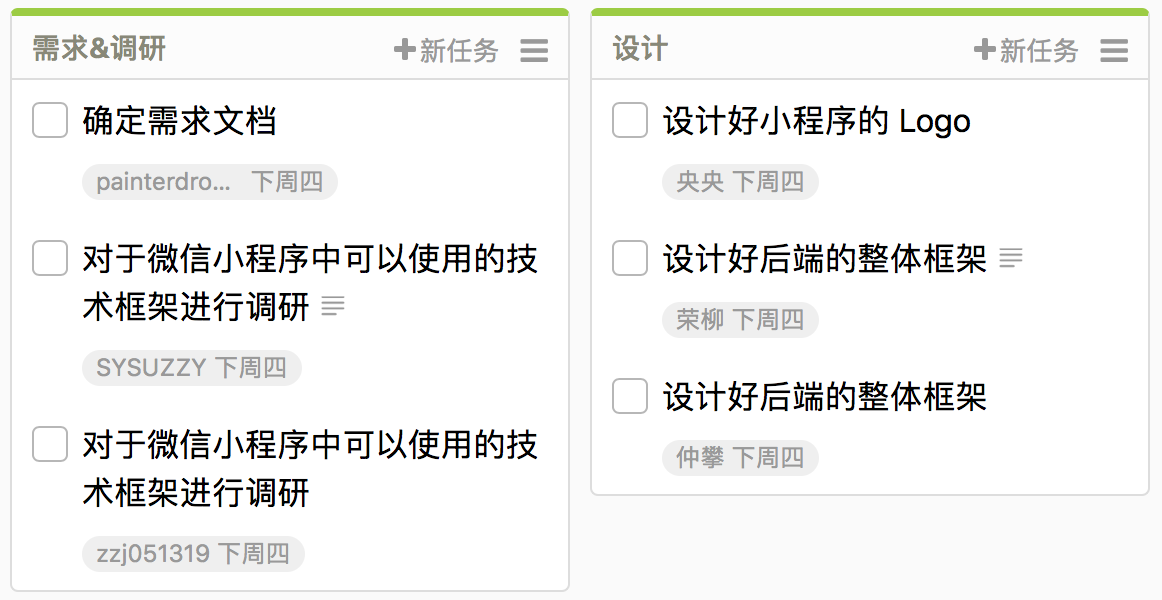 需求&调研
+新任务
确定需求文档
painterdro... 下周四
对于微信小程序中可以使用的技
术框架进行调研
SYSUZZY 下周四
对于微信小程序中可以使用的技
术框架进行调研
zzj051319 下周四
设计
+新任务
设计好小程序的 Logo
央央 下周四
设计好后端的整体框架
荣柳 下周四
设计好后端的整体框架
仲攀 下周四